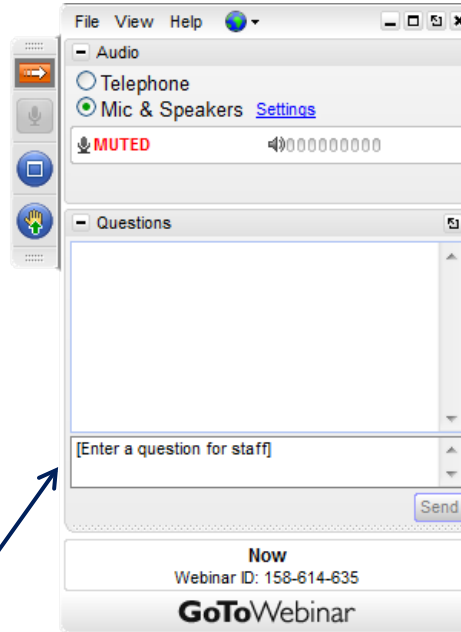 File View Help
Audio
Telephone
Mic & Speakers Settings
MUTED 000000000
Questions
[Enter a question for staff]
Send
Now
Webinar ID: 158-614-635
GoToWebinar